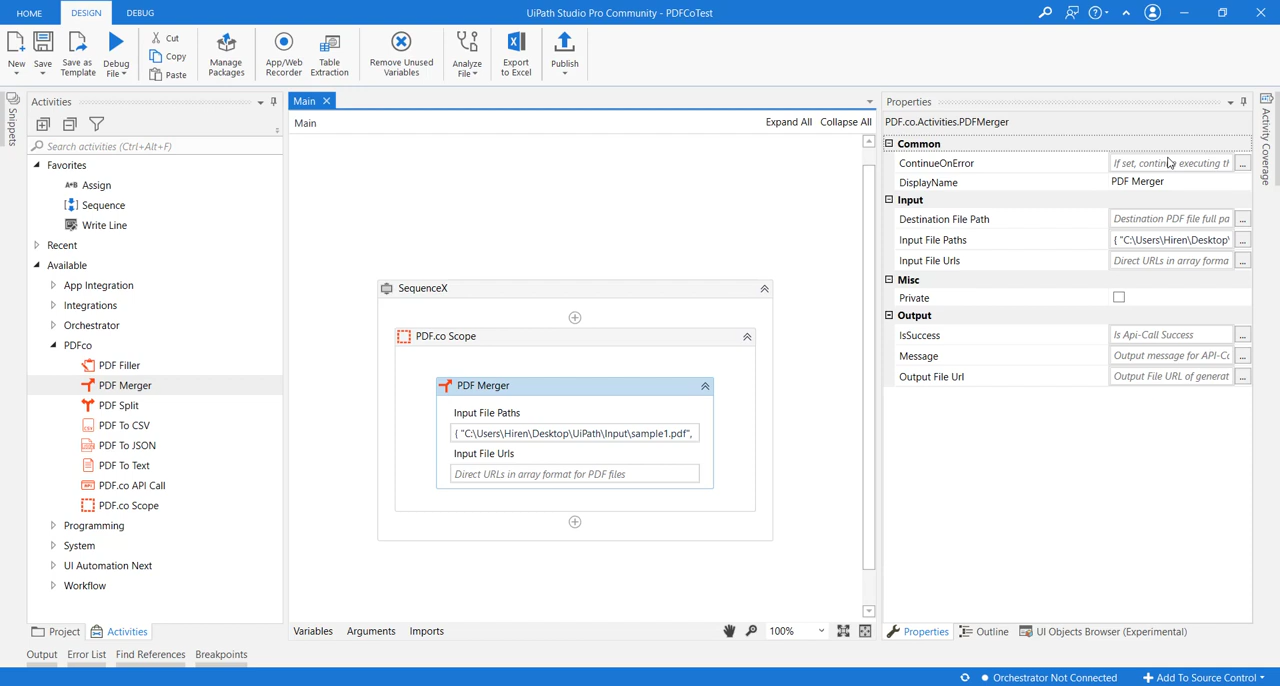 HOME DESIGN DEBUG UiPath Studio Pro Community - PDFCoTest
New Save Save as Template Debug File Cut Copy Paste Manage Packages App/Web Recorder Table Extraction Remove Unused Variables Analyze File Export to Excel Publish
Snippets
Activities
Search activities (Ctrl+Alt+F)
Favorites
A+B Assign
Sequence
Write Line
Recent
Available
App Integration
Integrations
Orchestrator
PDFco
PDF Filler
PDF Merger
PDF Split
PDF To CSV
PDF To JSON
PDF To Text
PDF.co API Call
PDF.co Scope
Programming
System
UI Automation Next
Workflow
Project Activities
Main
Main Expand All Collapse All
SequenceX
PDF.co Scope
PDF Merger
Input File Paths
{ "C:\Users\Hiren\Desktop\UiPath\Input\sample1.pdf",
Input File Urls
Direct URLs in array format for PDF files
Variables Arguments Imports 100%
Properties
PDF.co.Activities.PDFMerger
Common
ContinueOnError If set, continue executing th ...
DisplayName PDF Merger
Input
Destination File Path Destination PDF file full pa ...
Input File Paths { "C:\Users\Hiren\Desktop\ ...
Input File Urls Direct URLs in array forma ...
Misc
Private
Output
IsSuccess Is Api-Call Success ...
Message Output message for API-Ca ...
Output File Url Output File URL of generat ...
Properties Outline UI Objects Browser (Experimental)
Activity Coverage
Output Error List Find References Breakpoints
Orchestrator Not Connected Add To Source Control